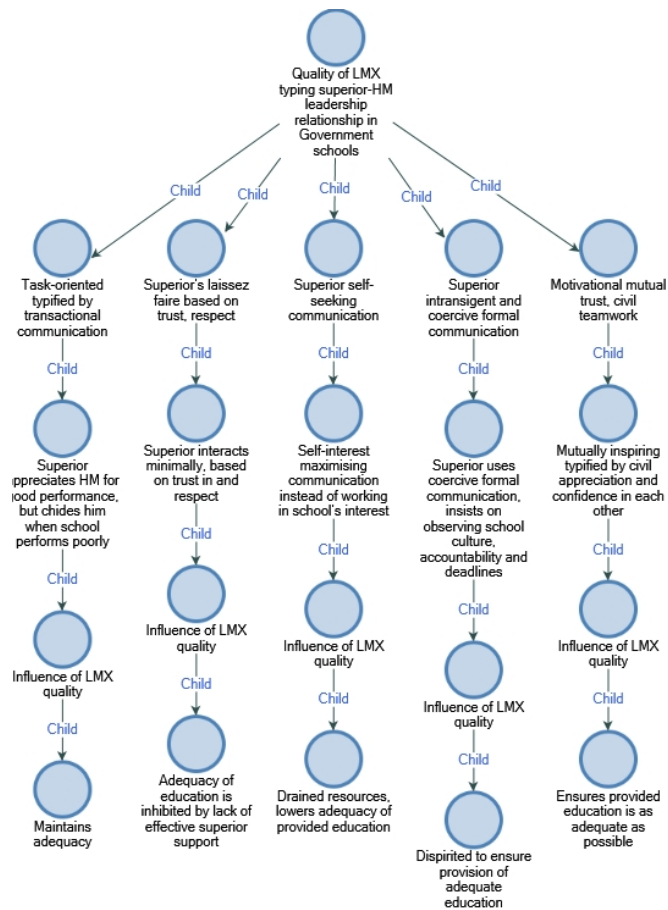 Quality of LMX
typing superior-HM
leadership
relationship in
Government
schools
Child
Child
Child
Child
Child
Task-oriented
typified by
transactional
communication
Superior's laissez
faire based on
trust, respect
Superior self-
seeking
communication
Superior
intransigent and
coercive formal
communication
Motivational mutual
trust, civil
teamwork
Child
Child
Child
Child
Child
Superior
appreciates HM for
good performance,
but chides him
when school
performs poorly
Superior interacts
minimally, based
on trust in and
respect
Self-interest
maximising
communication
instead of working
in school's interest
Superior uses
coercive formal
communication,
insists on
observing school
culture,
accountability and
deadlines
Mutually inspiring
typified by civil
appreciation and
confidence in each
other
Child
Child
Child
Child
Child
Influence of LMX
quality
Influence of LMX
quality
Influence of LMX
quality
Influence of LMX
quality
Influence of LMX
quality
Child
Child
Child
Child
Child
Maintains
adequacy
Adequacy of
education is
inhibited by lack of
effective superior
support
Drained resources,
lowers adequacy of
provided education
Dispirited to ensure
provision of
adequate
education
Ensures provided
education is as
adequate as
possible